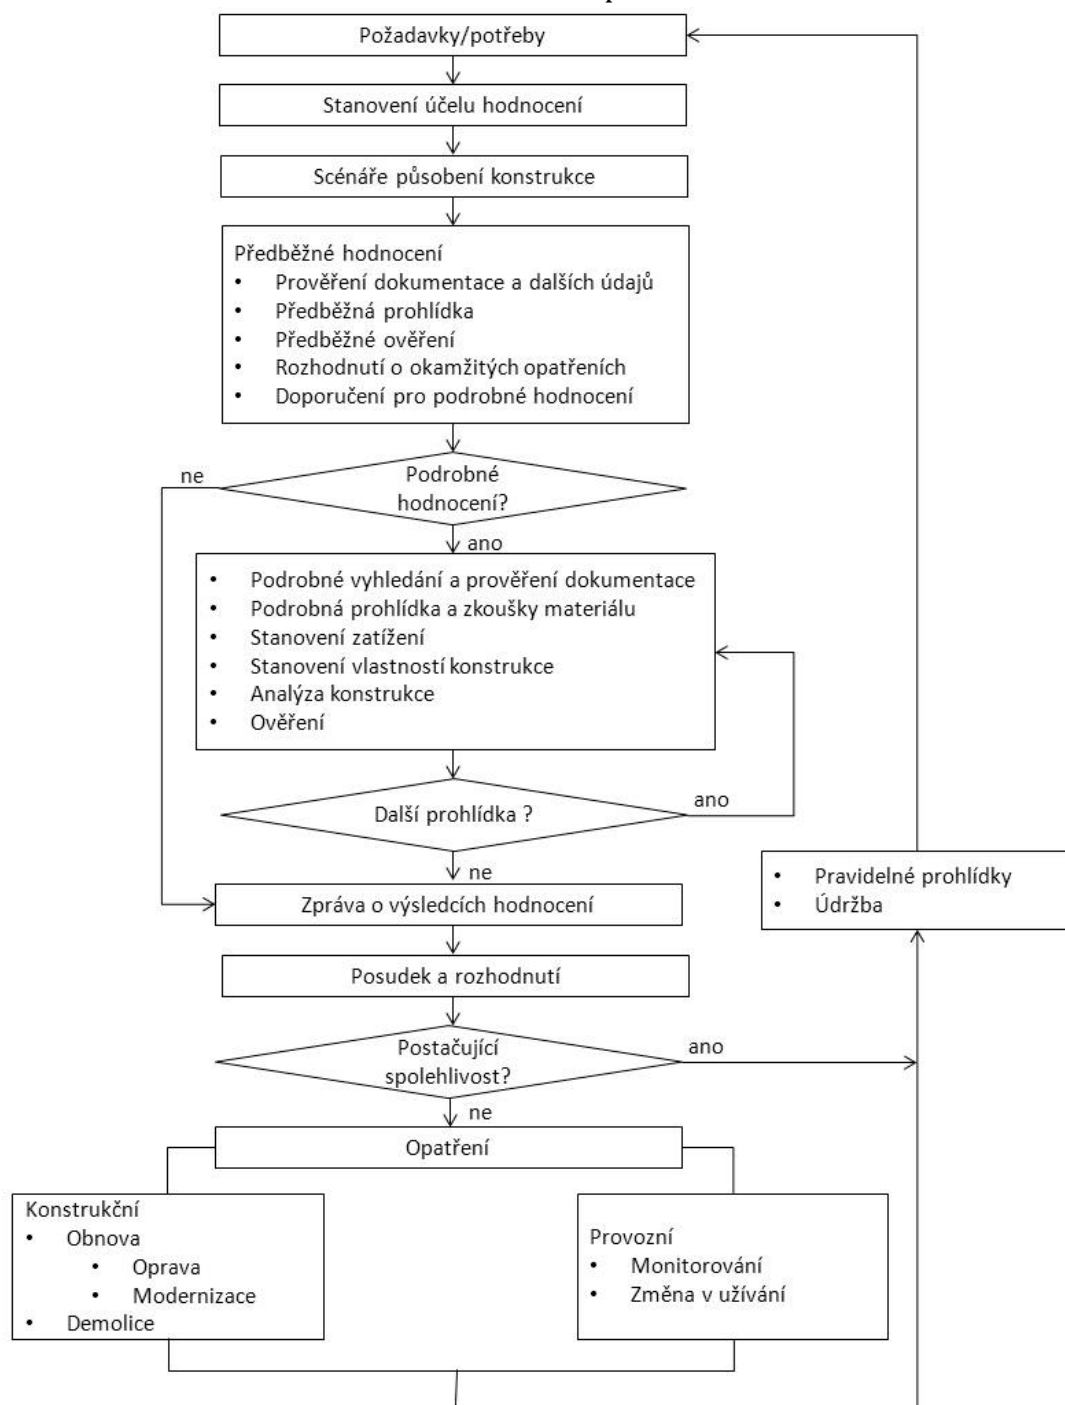 Požadavky/potřeby
Stanovení účelu hodnocení
Scénáře působení konstrukce
Předběžné hodnocení
• Prověření dokumentace a dalších údajů
• Předběžná prohlídka
• Předběžné ověření
• Rozhodnutí o okamžitých opatřeních
• Doporučení pro podrobné hodnocení
ne
Podrobné
hodnocení?
ano
• Podrobné vyhledání a prověření dokumentace
• Podrobná prohlídka a zkoušky materiálu
• Stanovení zatížení
• Stanovení vlastností konstrukce
• Analýza konstrukce
• Ověření
Další prohlídka ?
ano
ne
• Pravidelné prohlídky
• Údržba
Zpráva o výsledcích hodnocení
Posudek a rozhodnutí
Postačující
spolehlivost?
ano
ne
Opatření
Konstrukční
• Obnova
• Oprava
• Modernizace
• Demolice
Provozní
• Monitorování
• Změna v užívání